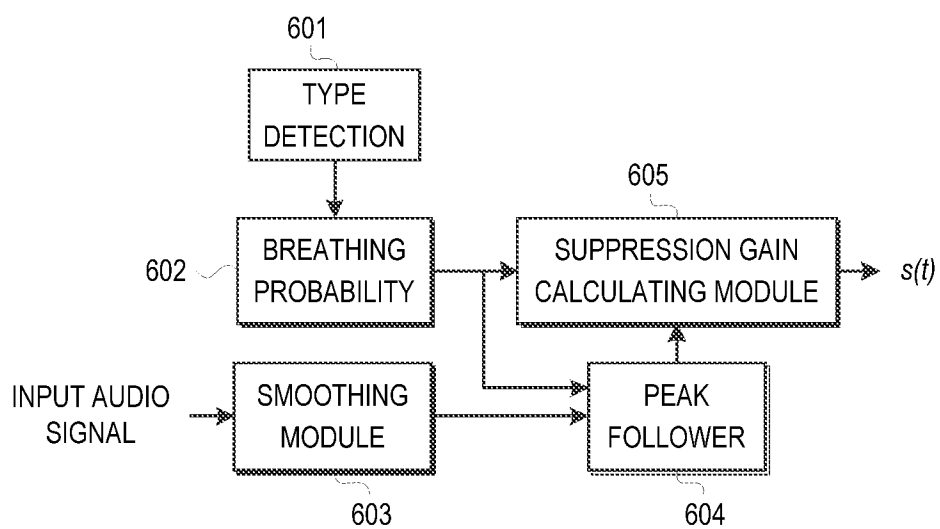 601
TYPE
DETECTION
605
602
BREATHING
PROBABILITY
SUPPRESSION GAIN
CALCULATING MODULE
s(t)
INPUT AUDIO
SIGNAL
SMOOTHING
MODULE
PEAK
FOLLOWER
603
604